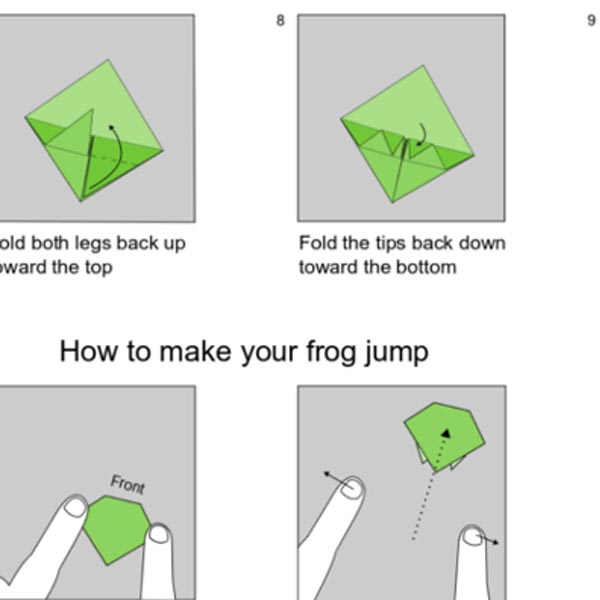 8
9
old both legs back up
oward the top
Fold the tips back down
toward the bottom
How to make your frog jump
Front